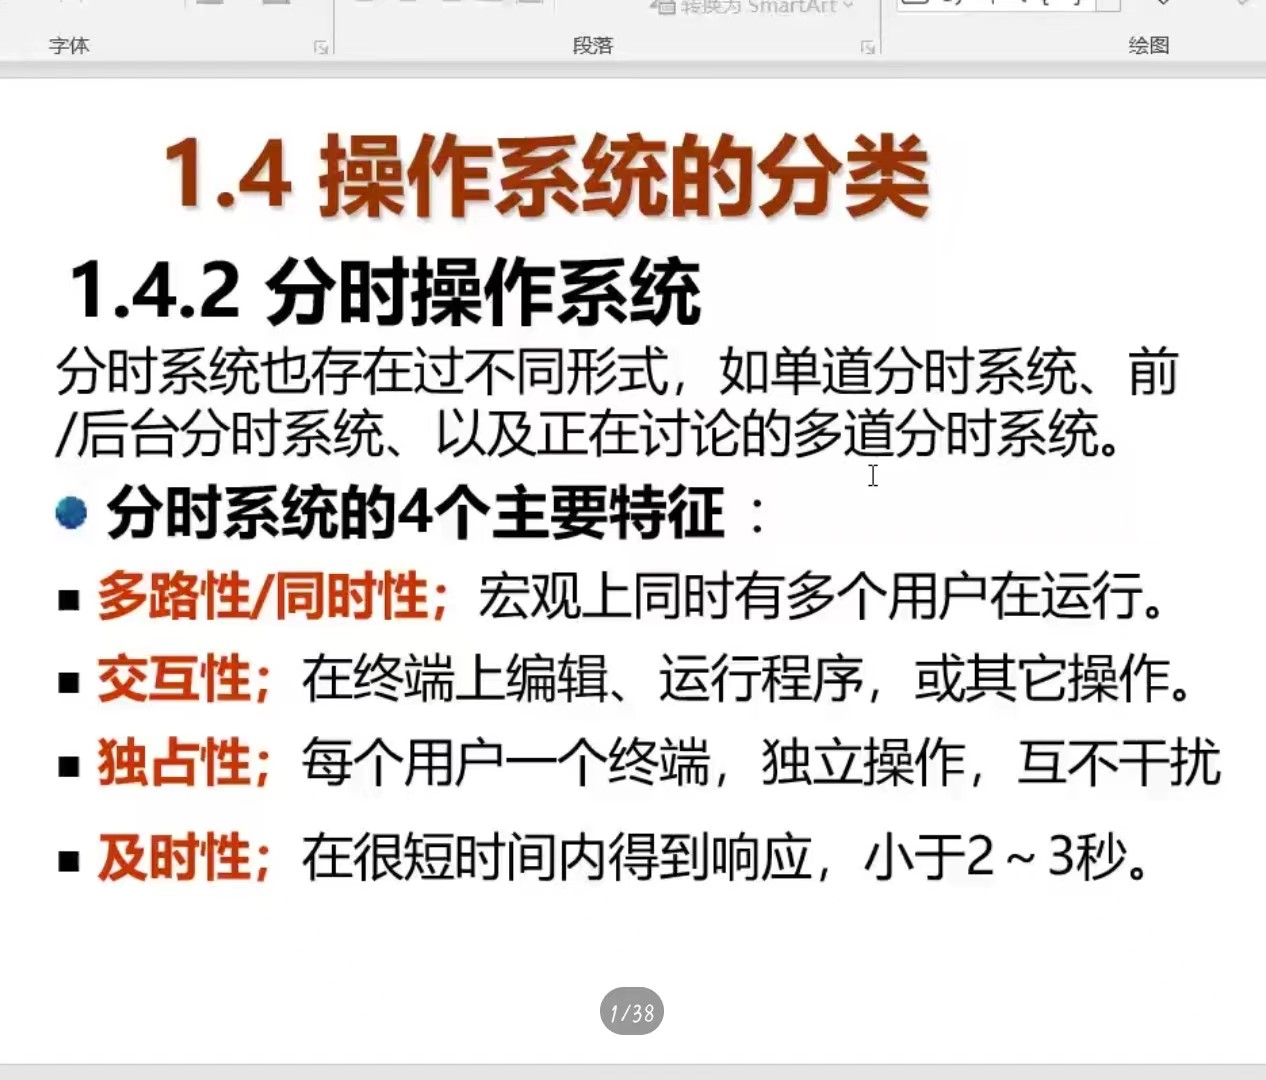 转换为 SmartArt
字体
段落
绘图
1.4 操作系统的分类
1.4.2 分时操作系统
分时系统也存在过不同形式，如单道分时系统、前
/后台分时系统、以及正在讨论的多道分时系统。
分时系统的4个主要特征：
多路性/同时性；宏观上同时有多个用户在运行。
交互性；在终端上编辑、运行程序，或其它操作。
独占性；每个用户一个终端，独立操作，互不干扰
及时性；在很短时间内得到响应，小于2～3秒。
1/38